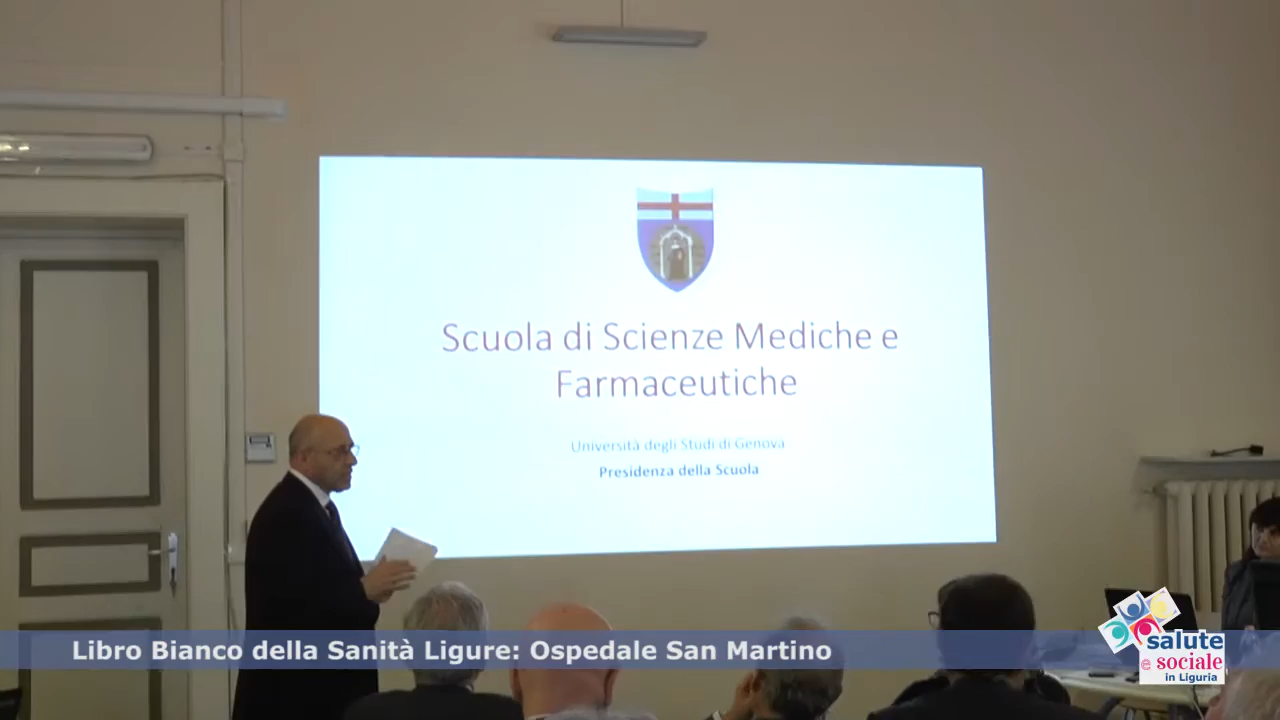 Scuola di Scienze Mediche e
Farmaceutiche
Università degli Studi di Genova
Presidenza della Scuola
Libro Bianco della Sanità Ligure: Ospedale San Martino
salute
e sociale
in Liguria